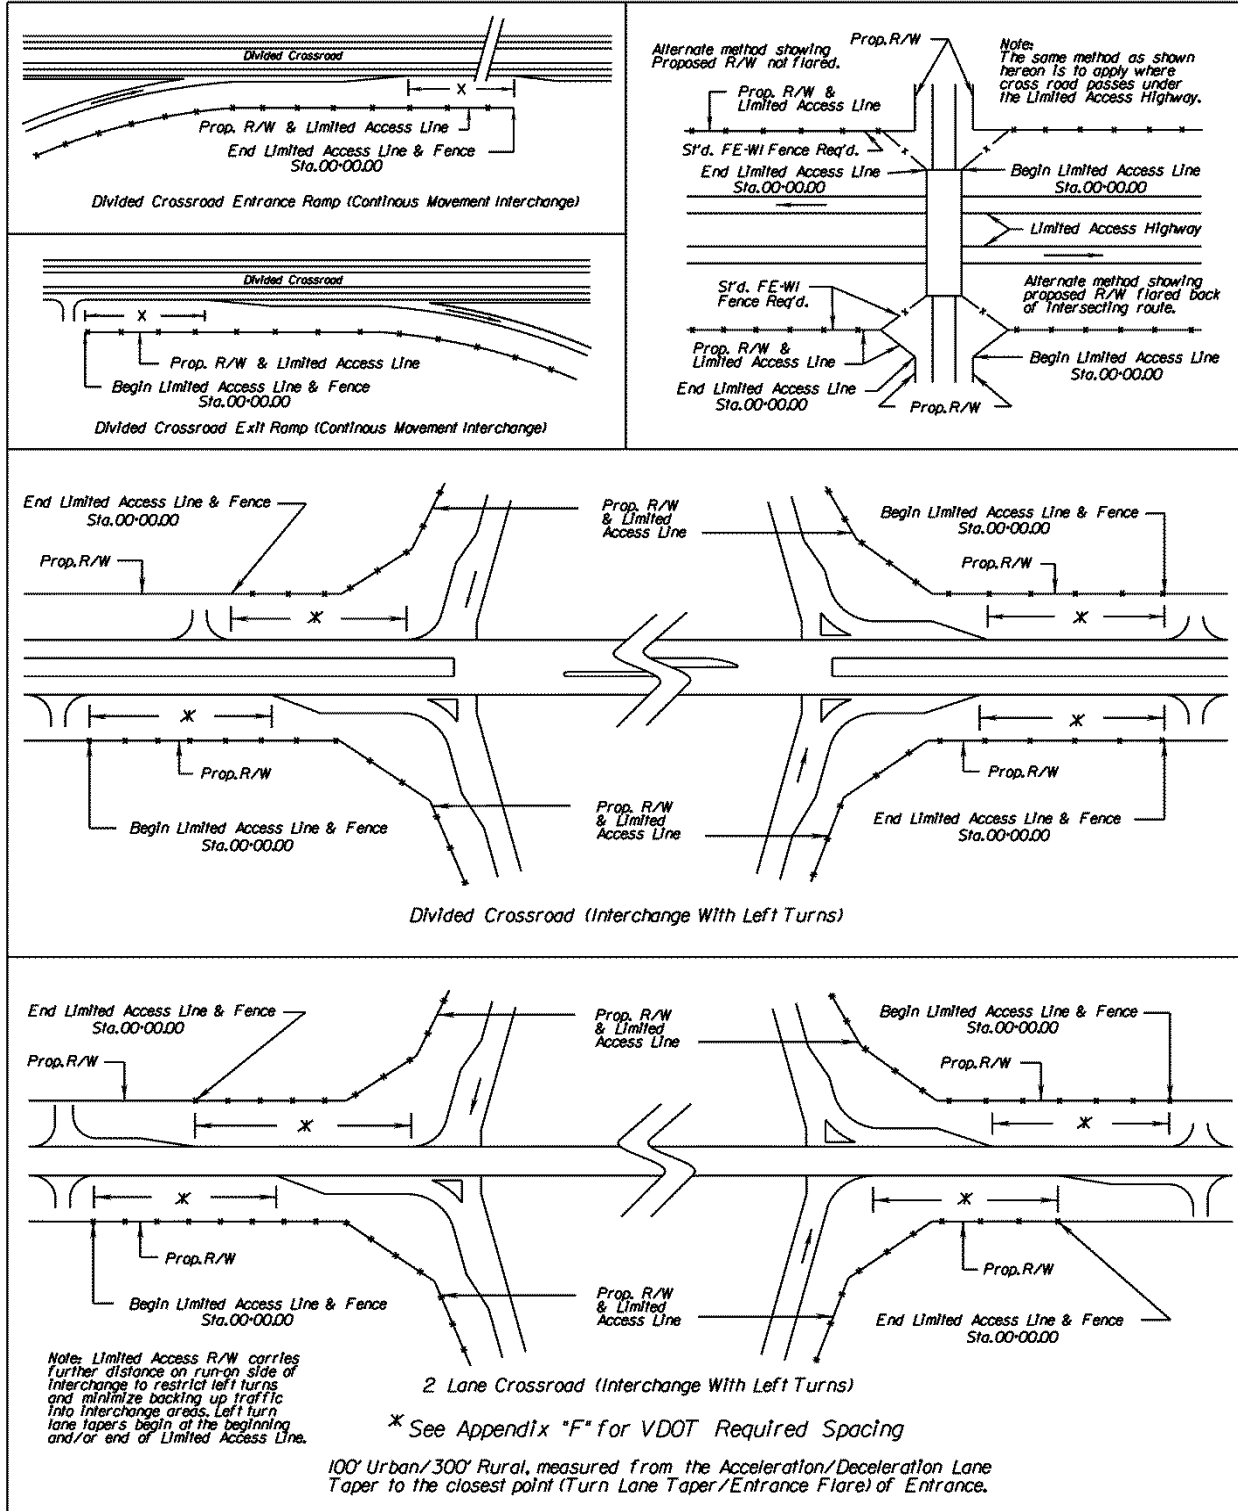 Divided Crossroad
X
Prop. R/W & Limited Access Line
End Limited Access Line & Fence
Sta.00+00.00
Divided Crossroad Entrance Ramp (Continous Movement Interchange)
Divided Crossroad
X
Prop. R/W & Limited Access Line
Begin Limited Access Line & Fence
Sta.00+00.00
Divided Crossroad Exit Ramp (Continous Movement Interchange)
Alternate method showing
Proposed R/W not flared.
Prop. R/W
Note:
The same method as shown
hereon is to apply where
cross road passes under
the Limited Access Highway.
Prop. R/W &
Limited Access Line
St'd. FE-W1 Fence Req'd.
End Limited Access Line
Sta.00+00.00
Begin Limited Access Line
Sta.00+00.00
Limited Access Highway
St'd. FE-W1
Fence Req'd.
Alternate method showing
proposed R/W flared back
of intersecting route.
Prop. R/W &
Limited Access Line
End Limited Access Line
Sta.00+00.00
Begin Limited Access Line
Sta.00+00.00
Prop. R/W
End Limited Access Line & Fence
Sta.00+00.00
Prop. R/W
& Limited
Access Line
Begin Limited Access Line & Fence
Sta.00+00.00
Prop. R/W
Prop. R/W
Prop. R/W
Prop. R/W
Begin Limited Access Line & Fence
Sta.00+00.00
Prop. R/W
& Limited
Access Line
End Limited Access Line & Fence
Sta.00+00.00
Divided Crossroad (Interchange With Left Turns)
End Limited Access Line & Fence
Sta.00+00.00
Prop. R/W
& Limited
Access Line
Begin Limited Access Line & Fence
Sta.00+00.00
Prop. R/W
Prop. R/W
Prop. R/W
Prop. R/W
Begin Limited Access Line & Fence
Sta.00+00.00
Prop. R/W
& Limited
Access Line
End Limited Access Line & Fence
Sta.00+00.00
Note: Limited Access R/W carries
further distance on run-on side of
interchange to restrict left turns
and minimize backing up traffic
into interchange areas. Left turn
lane tapers begin at the beginning
and/or end of Limited Access Line.
2 Lane Crossroad (Interchange With Left Turns)
* See Appendix "F" for VDOT Required Spacing
100' Urban/300' Rural, measured from the Acceleration/Deceleration Lane
Taper to the closest point (Turn Lane Taper/Entrance Flare) of Entrance.